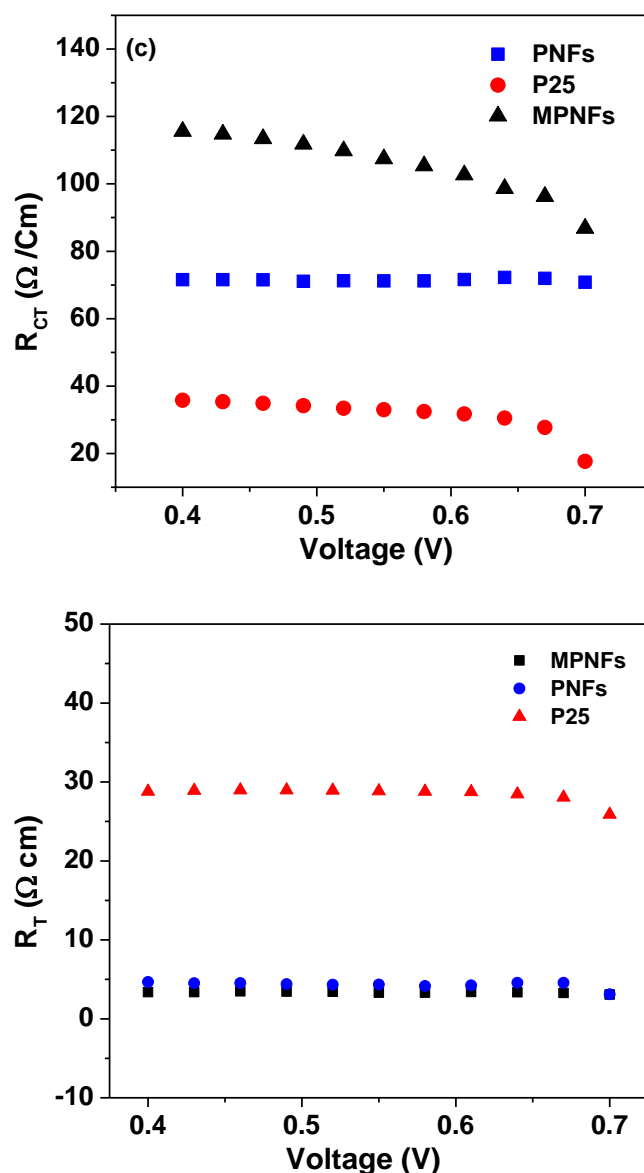 140
(c)
PNFs
P25
MPNFs
120
100
80
60
40
20
R_CT (Ω /Cm)
0.4 0.5 0.6 0.7
Voltage (V)
50
MPNFs
PNFs
P25
40
30
20
10
0
-10
R_T (Ω cm)
0.4 0.5 0.6 0.7
Voltage (V)